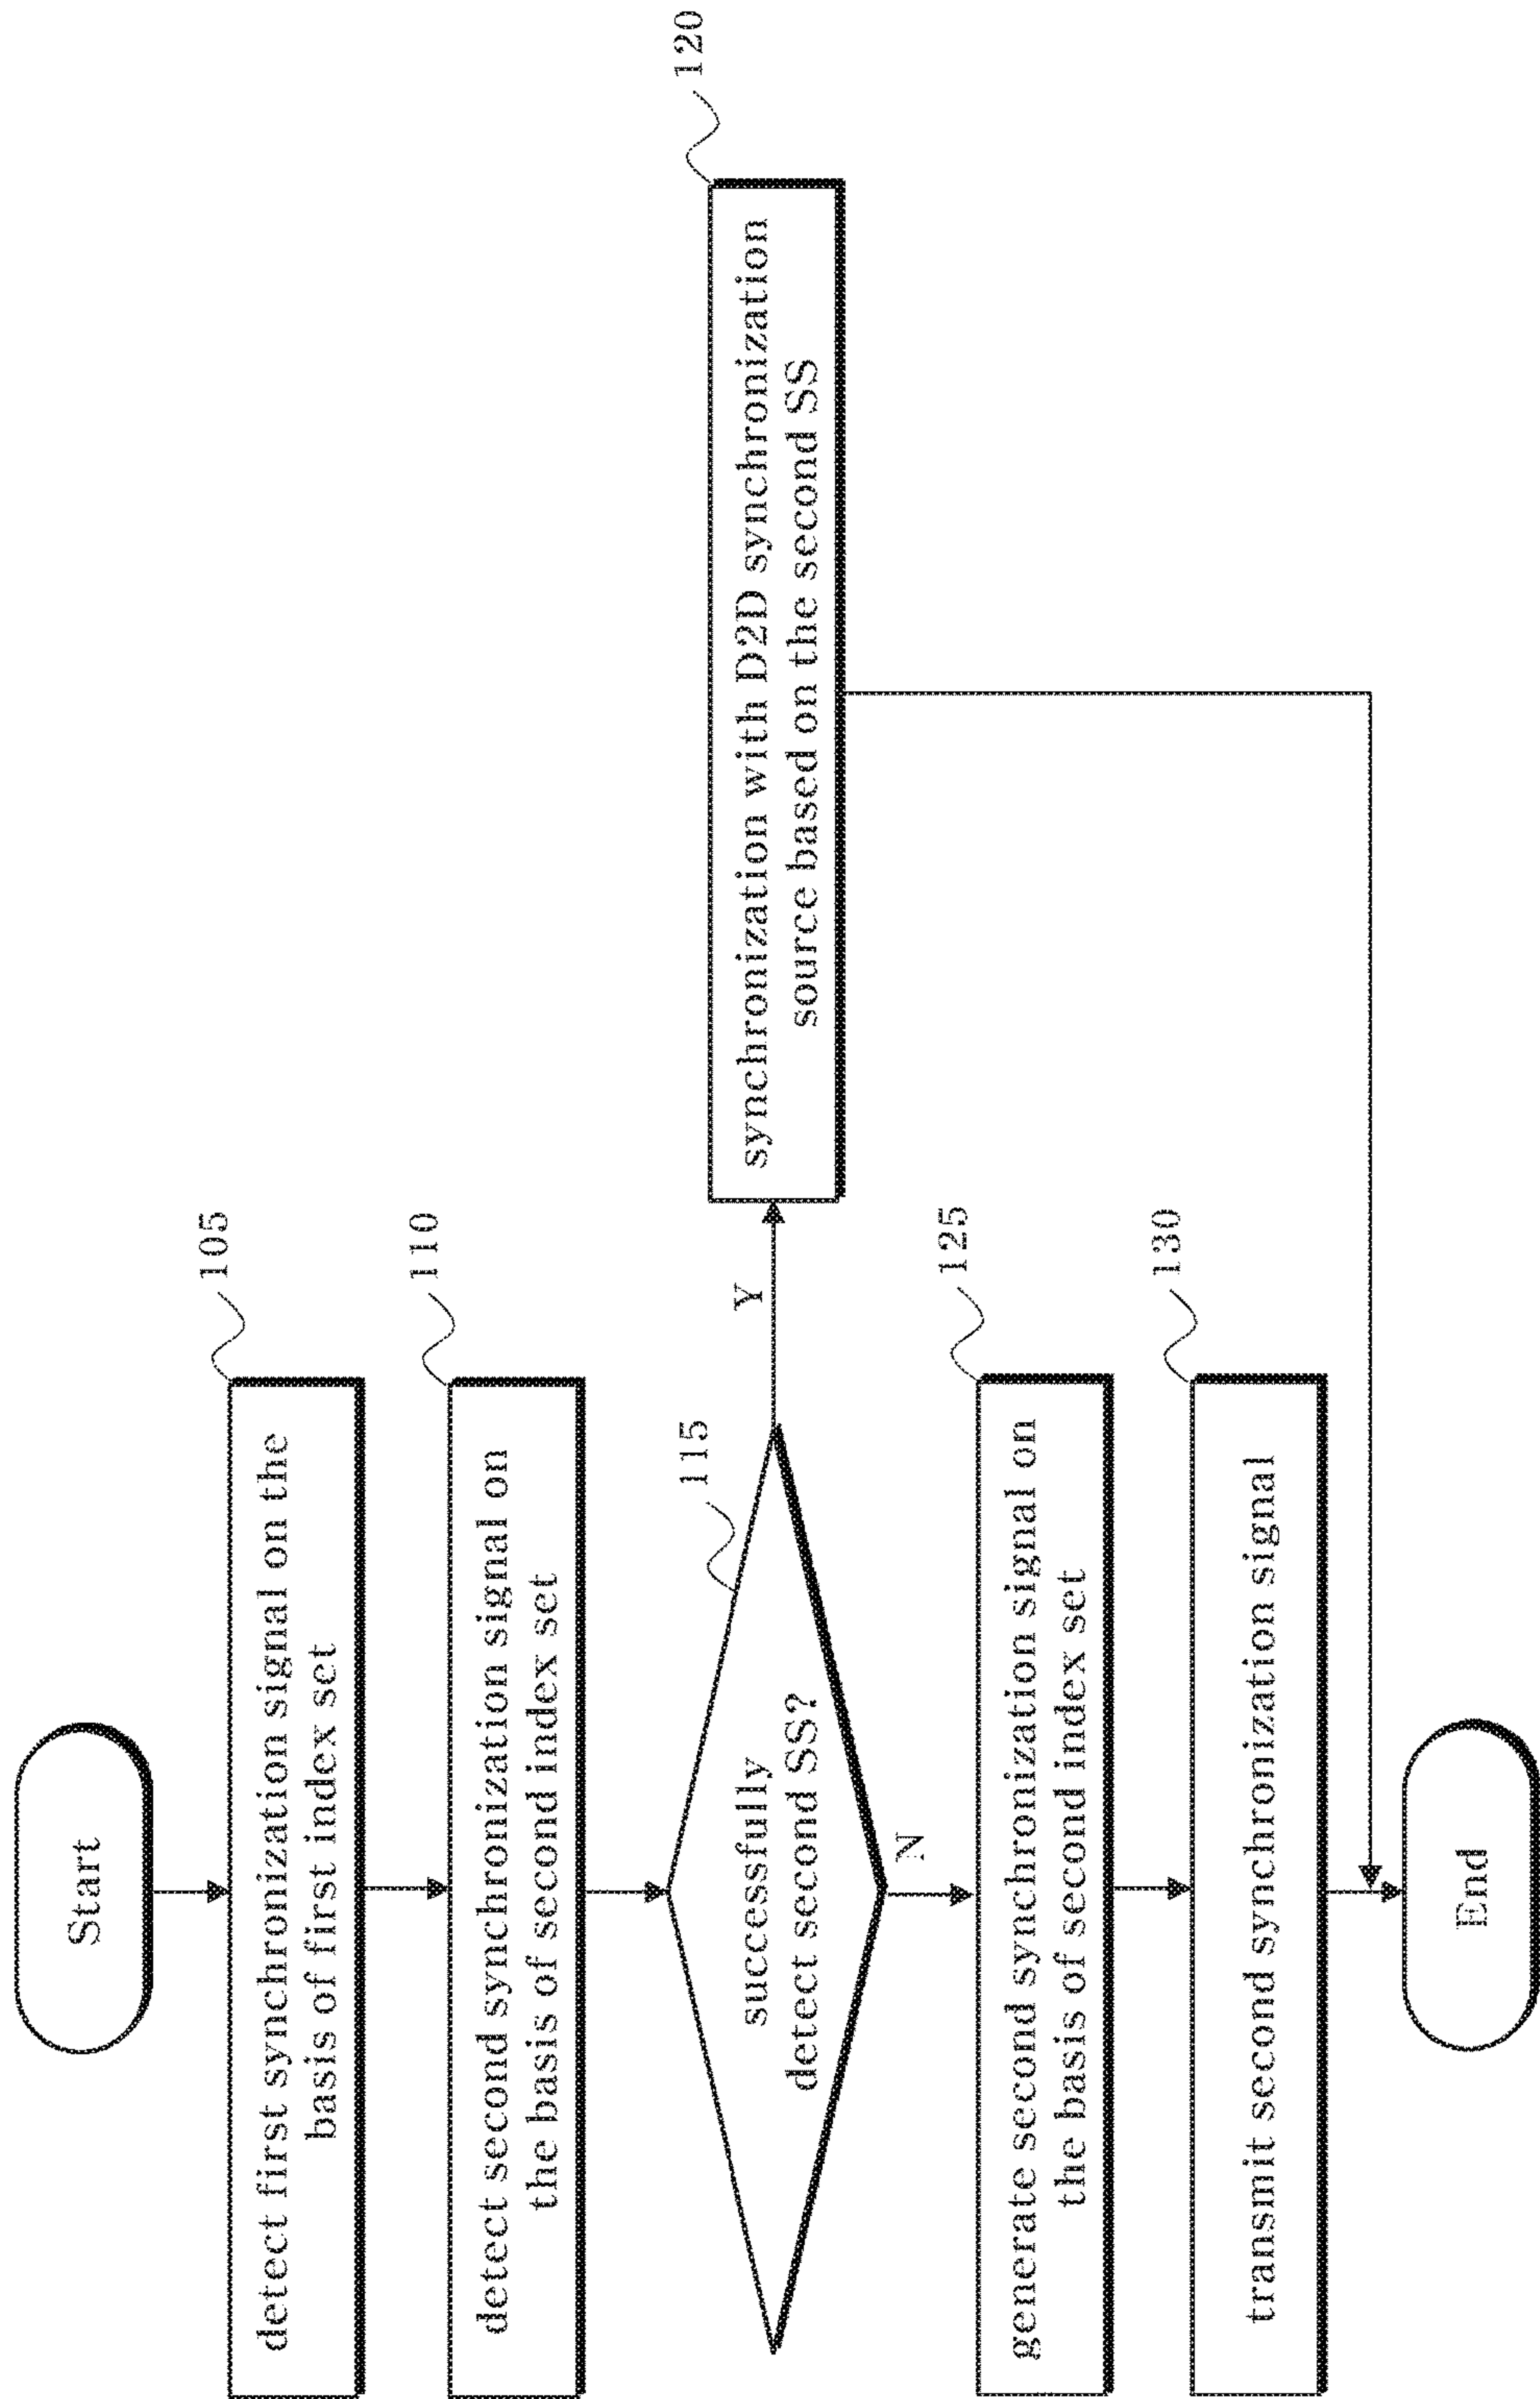 Start
detect first synchronization signal on the
basis of first index set
105
detect second synchronization signal on
the basis of second index set
110
successfully
detect second SS?
115
Y
synchronization with D2D synchronization
source based on the second SS
120
N
generate second synchronization signal on
the basis of second index set
125
transmit second synchronization signal
130
End